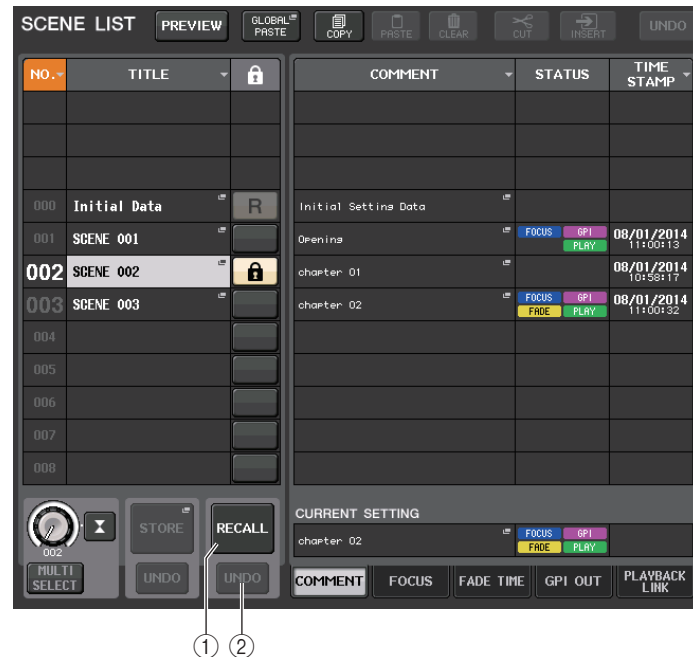 SCENE LIST PREVIEW GLOBAL PASTE COPY PASTE CLEAR CUT INSERT UNDO
NO. TITLE COMMENT STATUS TIME STAMP
000 Initial Data R Initial Setting Data
001 SCENE 001 Opening FOCUS GPI PLAY 08/01/2014 11:00:13
002 SCENE 002 chapter 01 08/01/2014 10:58:17
003 SCENE 003 chapter 02 FOCUS GPI FADE PLAY 08/01/2014 11:00:32
004
005
006
007
008
002 MULTI SELECT STORE UNDO RECALL UNDO
CURRENT SETTING
chapter 02 FOCUS GPI FADE PLAY
COMMENT FOCUS FADE TIME GPI OUT PLAYBACK LINK
① ②